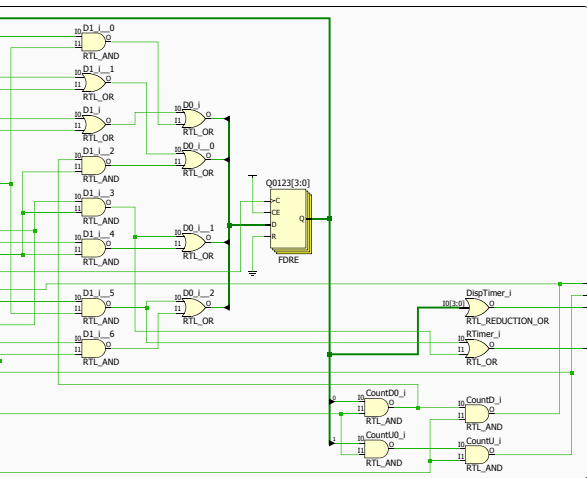 D1_i__0
I0
O
I1
RTL_AND
D1_i__1
I0
O
I1
RTL_OR
D1_i
I0
O
I1
RTL_OR
D1_i__2
I0
O
I1
RTL_AND
D1_i__3
I0
O
I1
RTL_AND
D1_i__4
I0
O
I1
RTL_AND
D1_i__5
I0
O
I1
RTL_AND
D1_i__6
I0
O
I1
RTL_AND
D0_i
I0
O
I1
RTL_OR
D0_i__0
I0
O
I1
RTL_OR
D0_i__1
I0
O
I1
RTL_OR
D0_i__2
I0
O
I1
RTL_OR
Q0123[3:0]
>C
CE
D
Q
R
FDRE
DispTimer_i
I0[3:0]
O
RTL_REDUCTION_OR
RTimer_i
I0
O
I1
RTL_OR
CountD0_i
0
I0
O
I1
RTL_AND
CountU0_i
1
I0
O
I1
RTL_AND
CountD_i
I0
O
I1
RTL_AND
CountU_i
I0
O
I1
RTL_AND